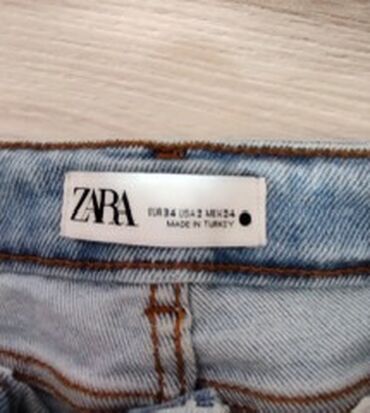 ZARA
EUR 34 USA 2 MEX 24
MADE IN TURKEY